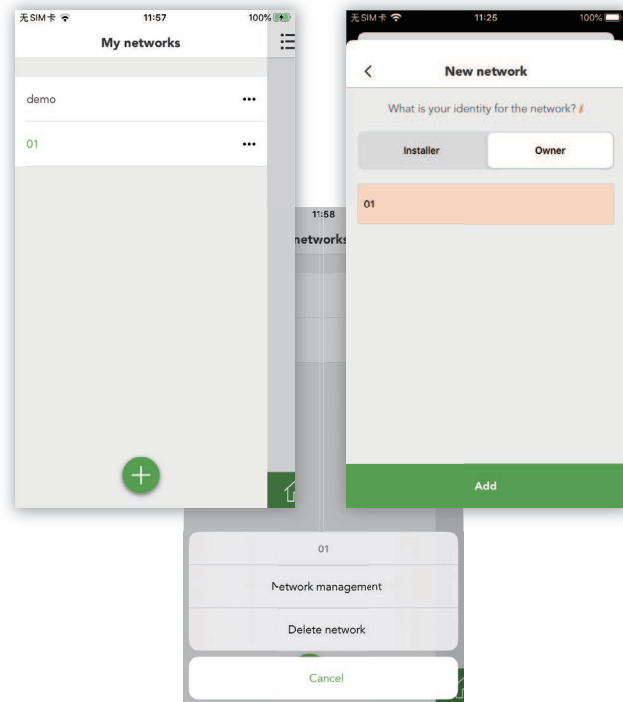 无SIM卡
11:57
100%
My networks
demo
01
无SIM卡
11:25
100%
New network
What is your identity for the network?
Installer
Owner
01
Add
11:58
networks
01
Network management
Delete network
Cancel